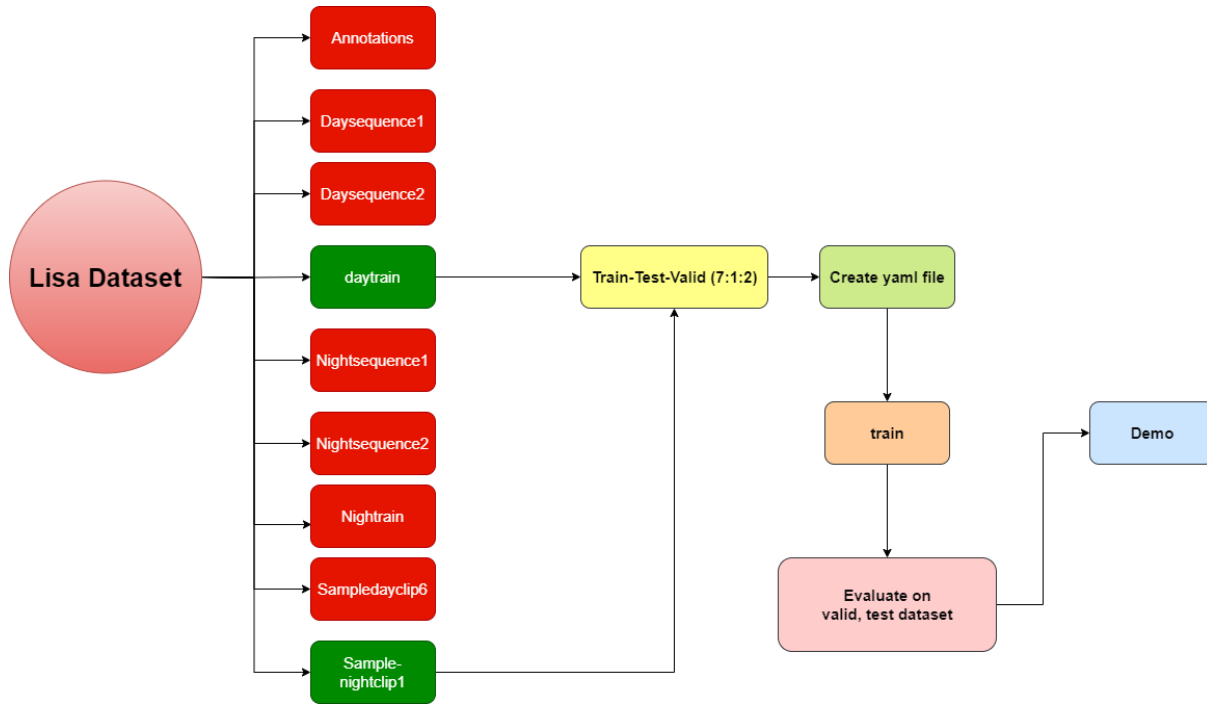 Lisa Dataset
Annotations
Daysequence1
Daysequence2
daytrain
Nightsequence1
Nightsequence2
Nightrain
Sampledayclip6
Sample-
nightclip1
Train-Test-Valid (7:1:2)
Create yaml file
train
Evaluate on
valid, test dataset
Demo